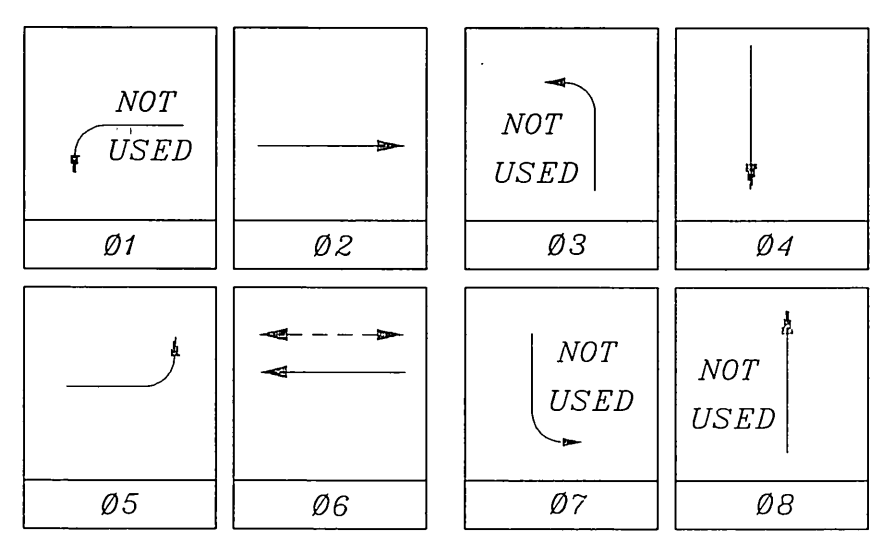 NOT
USED
Ø1
Ø2
NOT
USED
Ø3
Ø4
Ø5
Ø6
NOT
USED
Ø7
NOT
USED
Ø8